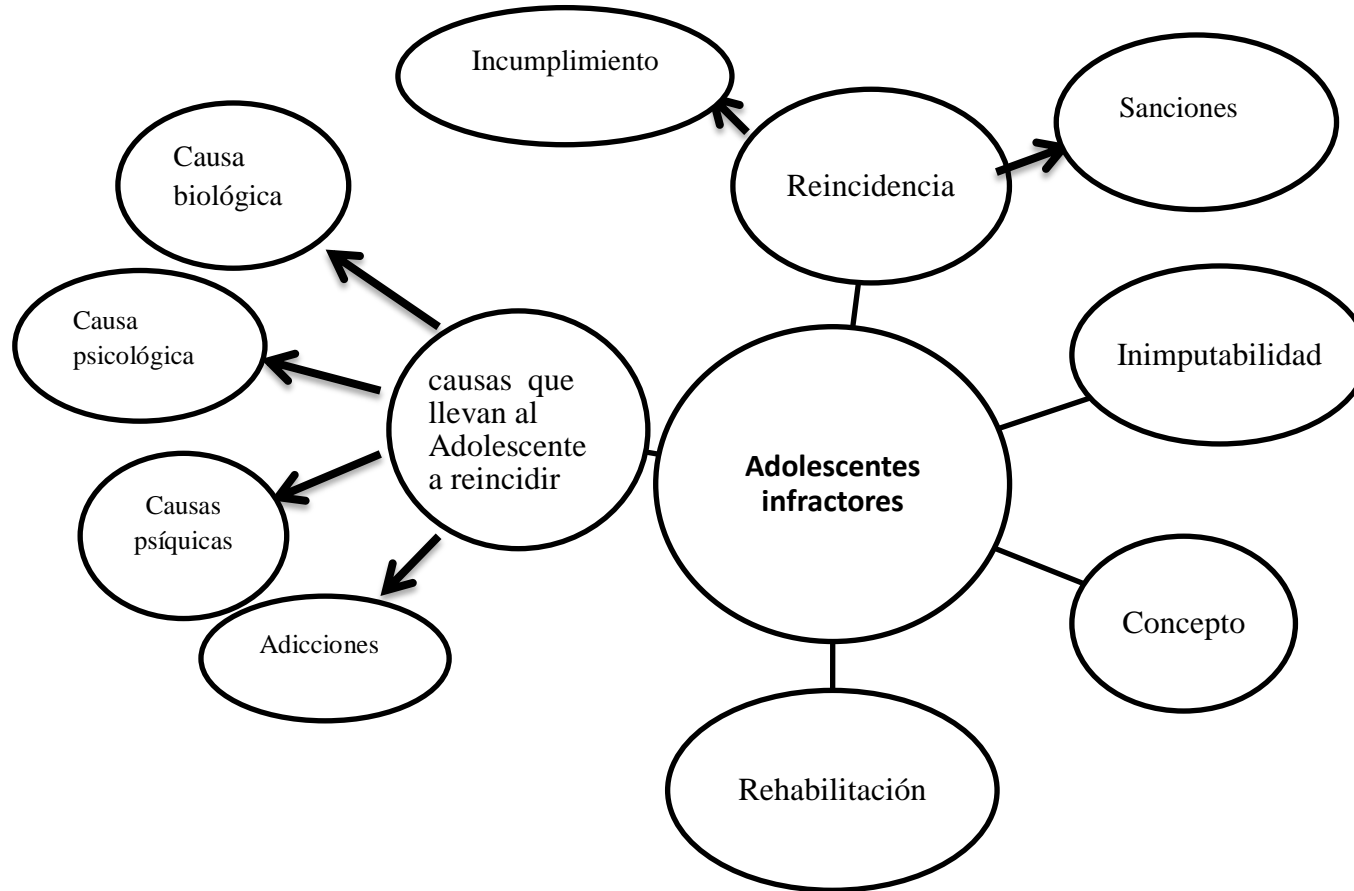 Incumplimiento
Sanciones
Causa
biológica
Reincidencia
Causa
psicológica
Inimputabilidad
causas que
llevan al
Adolescente
a reincidir
Adolescentes
infractores
Causas
psíquicas
Concepto
Adicciones
Rehabilitación